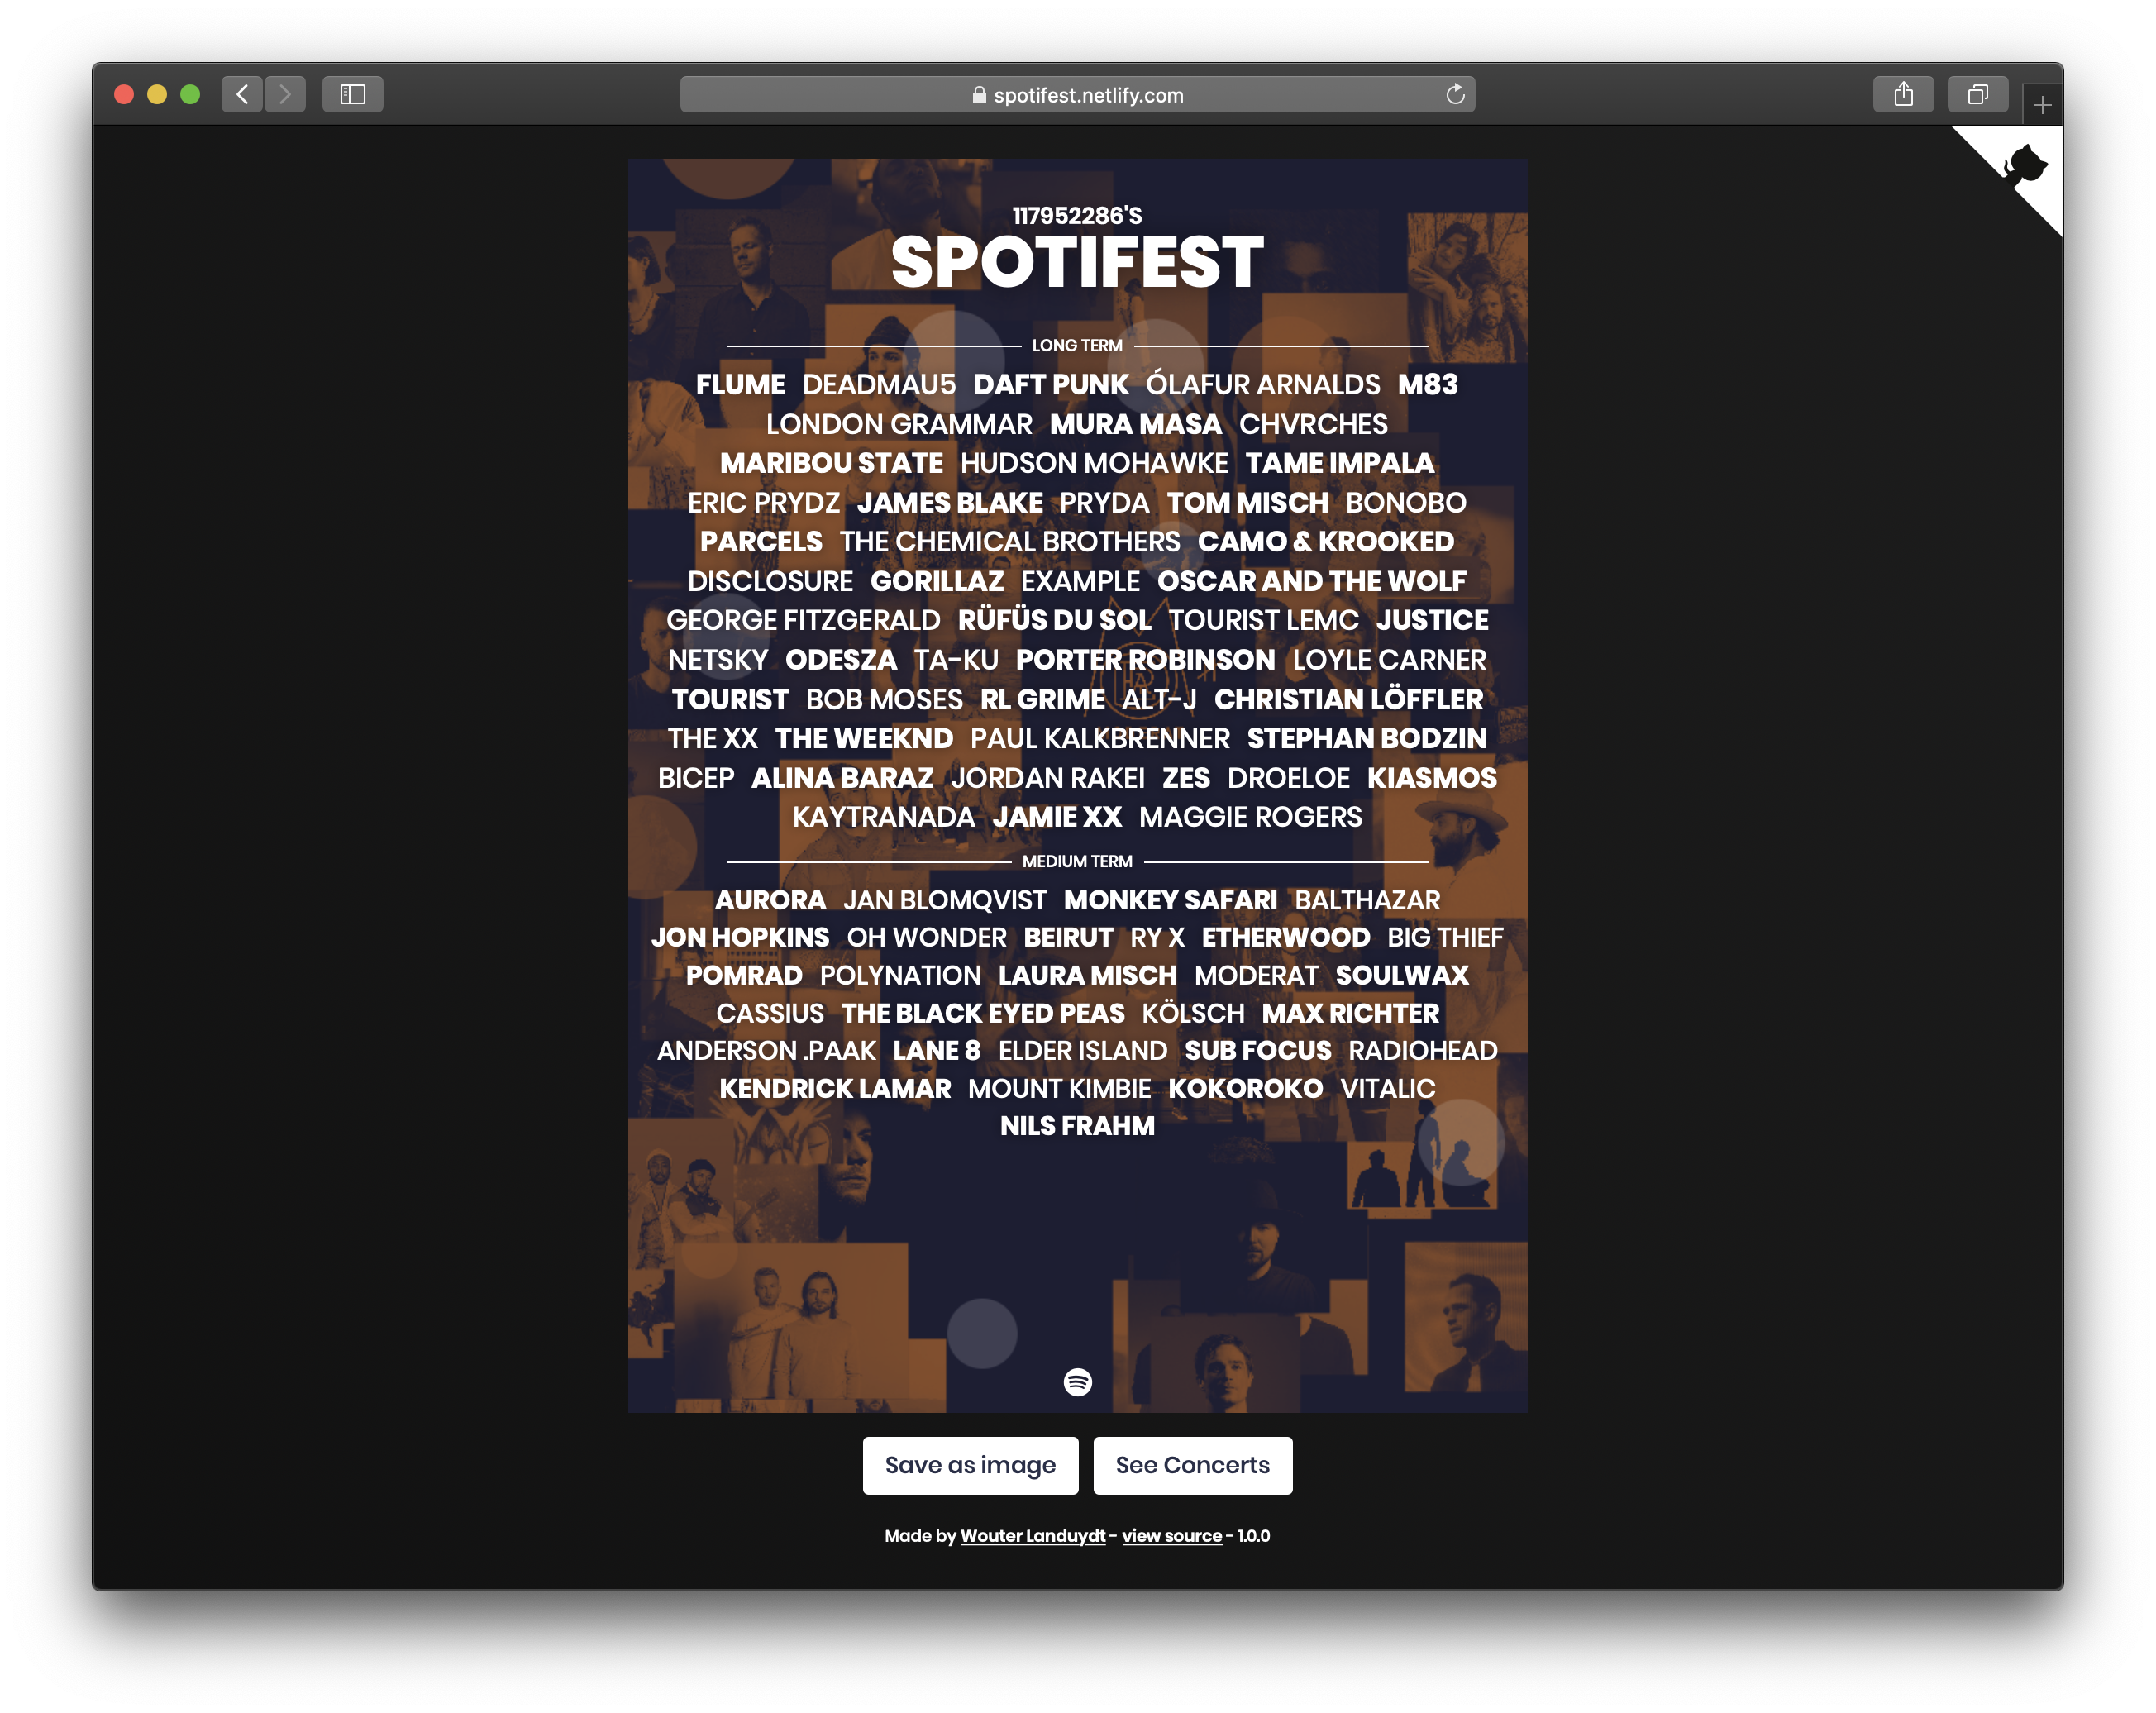 spotifest.netlify.com
117952286'S
SPOTIFEST
LONG TERM
FLUME DEADMAU5 DAFT PUNK ÓLAFUR ARNALDS M83
LONDON GRAMMAR MURA MASA CHVRCHES
MARIBOU STATE HUDSON MOHAWKE TAME IMPALA
ERIC PRYDZ JAMES BLAKE PRYDA TOM MISCH BONOBO
PARCELS THE CHEMICAL BROTHERS CAMO & KROOKED
DISCLOSURE GORILLAZ EXAMPLE OSCAR AND THE WOLF
GEORGE FITZGERALD RÜFÜS DU SOL TOURIST LEMC JUSTICE
NETSKY ODESZA TA-KU PORTER ROBINSON LOYLE CARNER
TOURIST BOB MOSES RL GRIME ALT-J CHRISTIAN LÖFFLER
THE XX THE WEEKND PAUL KALKBRENNER STEPHAN BODZIN
BICEP ALINA BARAZ JORDAN RAKEI ZES DROELOE KIASMOS
KAYTRANADA JAMIE XX MAGGIE ROGERS
MEDIUM TERM
AURORA JAN BLOMQVIST MONKEY SAFARI BALTHAZAR
JON HOPKINS OH WONDER BEIRUT RY X ETHERWOOD BIG THIEF
POMRAD POLYNATION LAURA MISCH MODERAT SOULWAX
CASSIUS THE BLACK EYED PEAS KÖLSCH MAX RICHTER
ANDERSON .PAAK LANE 8 ELDER ISLAND SUB FOCUS RADIOHEAD
KENDRICK LAMAR MOUNT KIMBIE KOKOROKO VITALIC
NILS FRAHM
Save as image See Concerts
Made by Wouter Landuydt - view source - 1.0.0